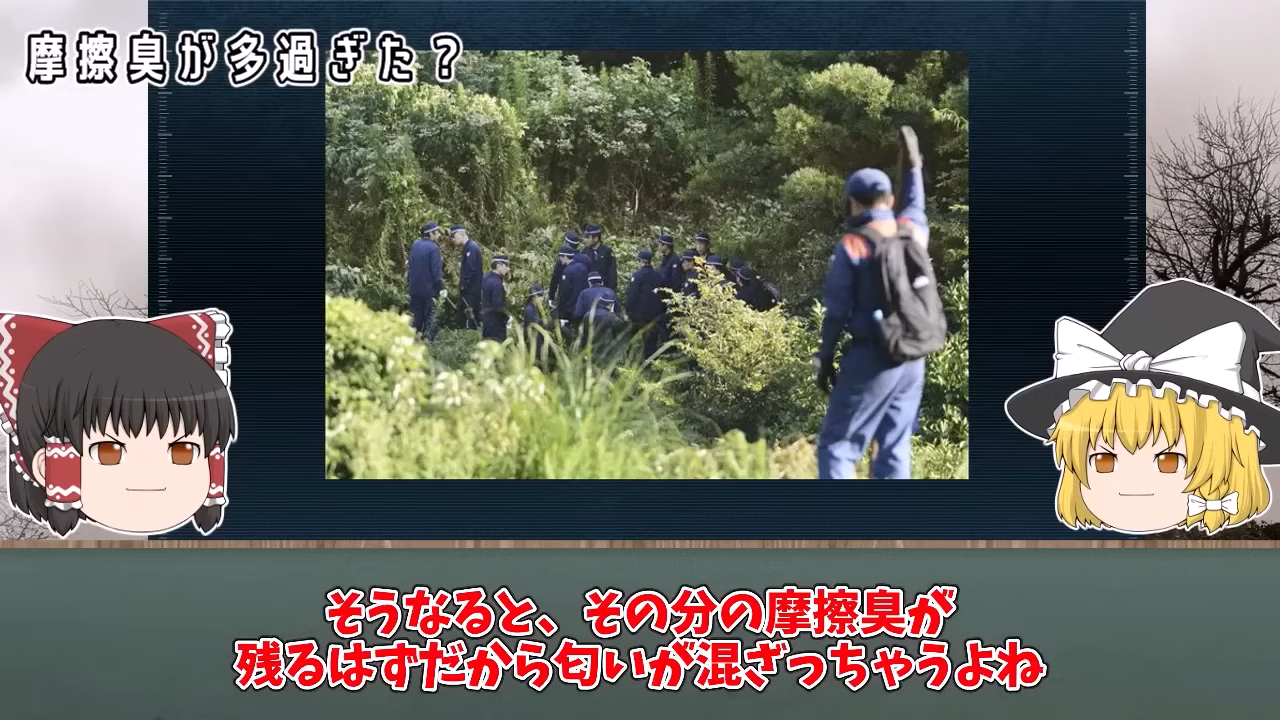 摩擦臭が多過ぎた？
そうなると、その分の摩擦臭が
残るはずだから匂いが混ざっちゃうよね